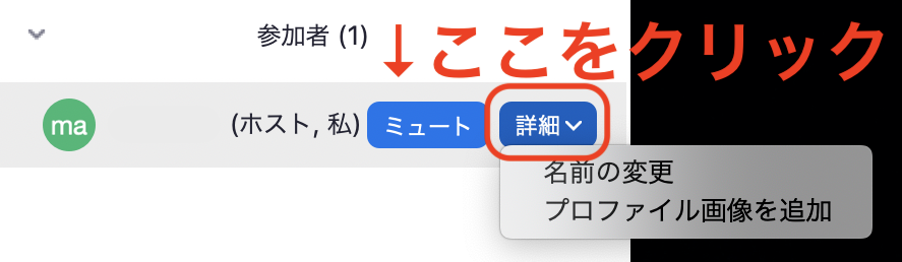 参加者 (1)
↓ここをクリック
ma
(ホスト, 私)
ミュート
詳細
名前の変更
プロファイル画像を追加